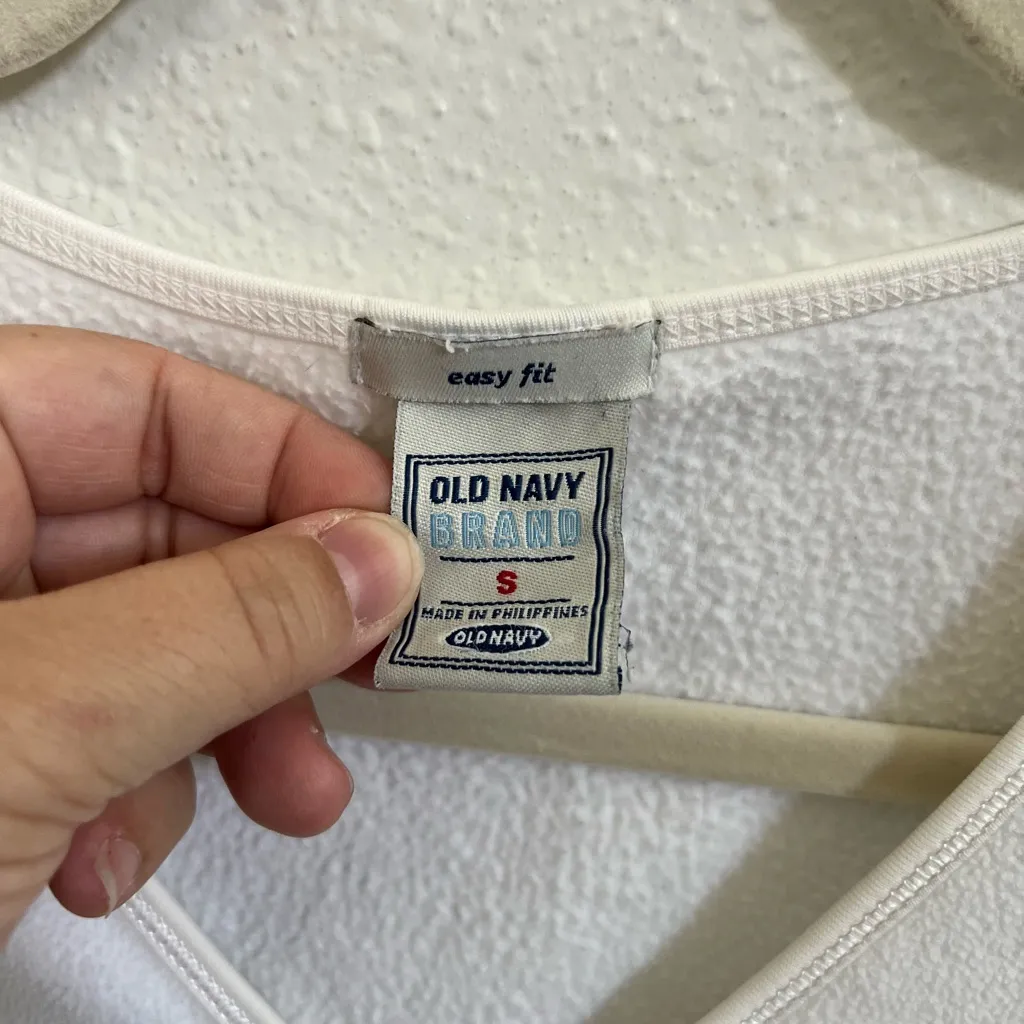 easy fit
OLD NAVY
BRAND
S
MADE IN PHILIPPINES
OLD NAVY